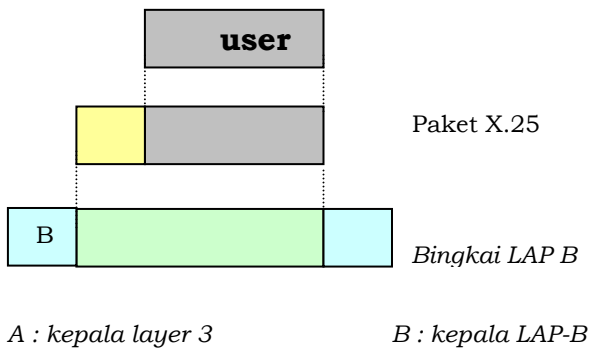 user
Paket X.25
B
Bingkai LAP B
A : kepala layer 3 B : kepala LAP-B